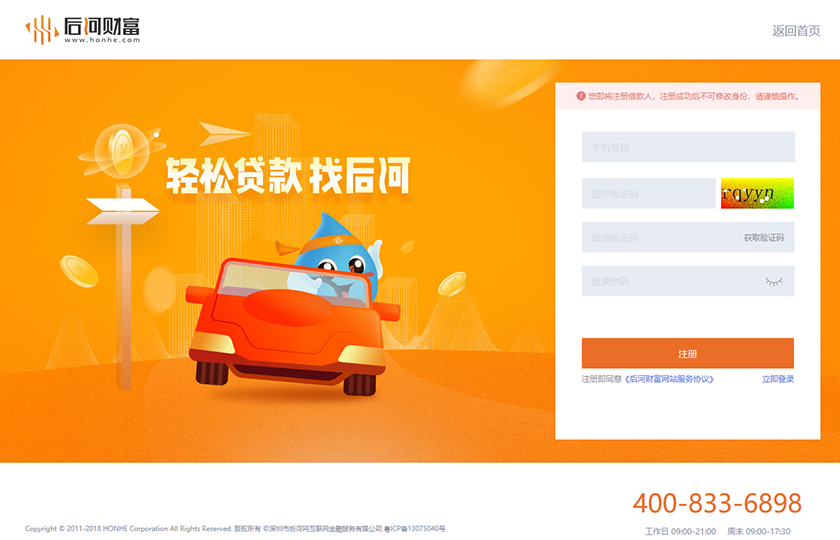 后河财富
www.honhe.com
返回首页
您即将注册借款人，注册成功后不可修改身份，请谨慎操作。
轻松贷款 找后河
手机号码
图形验证码
rqyyn
短信验证码
获取验证码
登录密码
注册
注册即同意《后河财富网站服务协议》
立即登录
400-833-6898
工作日 09:00-21:00 周末 09:00-17:30
Copyright © 2011-2018 HONHE Corporation All Rights Reserved. 版权所有 ©深圳市后河网互联网金融服务有限公司 粤ICP备13075040号